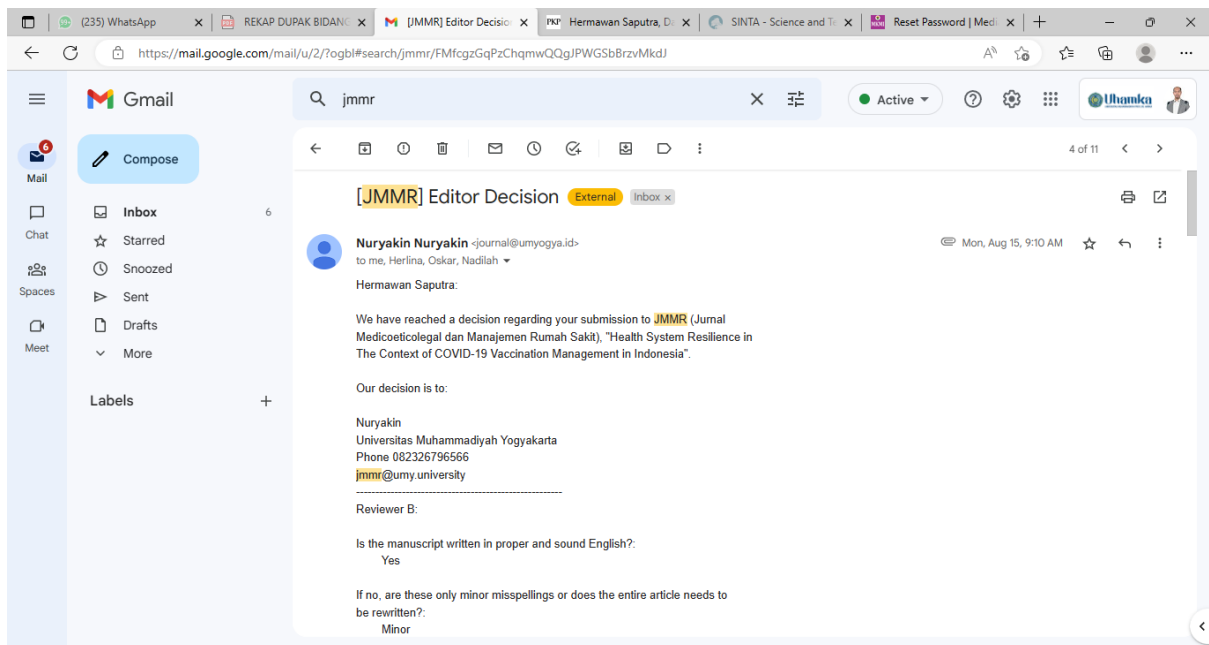 (235) WhatsApp
REKAP DUPAK BIDANG
[JMMR] Editor Decision
PKP Hermawan Saputra, Da
SINTA - Science and Te
Reset Password | Medi
https://mail.google.com/mail/u/2/?ogbl#search/jmmr/FMfcgzGqPzChqmwQQgJPWGSbBrzvMkdJ
Gmail
jmmr
Active
Uhamka
6
Mail
Compose
4 of 11
Chat
Spaces
Meet
Inbox 6
Starred
Snoozed
Sent
Drafts
More
Labels
[JMMR] Editor Decision External Inbox x
Nuryakin Nuryakin <journal@umyogya.id> Mon, Aug 15, 9:10 AM
to me, Herlina, Oskar, Nadilah
Hermawan Saputra:
We have reached a decision regarding your submission to JMMR (Jurnal
Medicoeticolegal dan Manajemen Rumah Sakit), "Health System Resilience in
The Context of COVID-19 Vaccination Management in Indonesia".
Our decision is to:
Nuryakin
Universitas Muhammadiyah Yogyakarta
Phone 082326796566
jmmr@umy.university
------------------------------------------------------
Reviewer B:
Is the manuscript written in proper and sound English?:
Yes
If no, are these only minor misspellings or does the entire article needs to
be rewritten?:
Minor